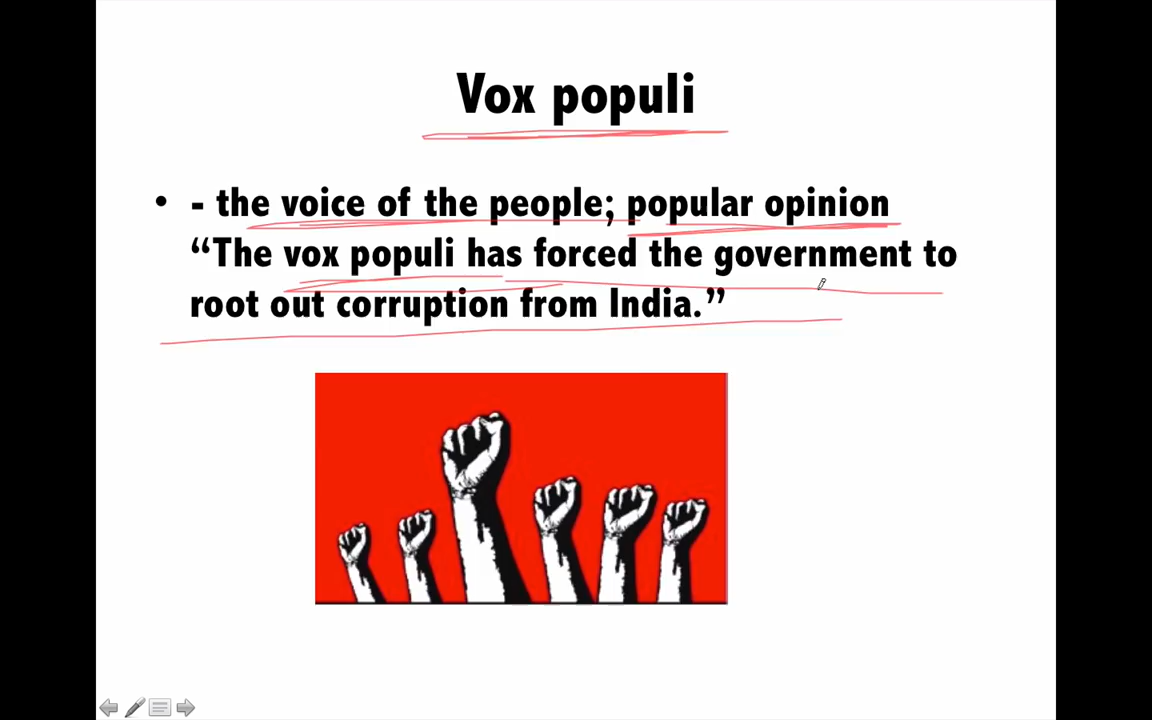 Vox populi
• - the voice of the people; popular opinion
“The vox populi has forced the government to
root out corruption from India.”